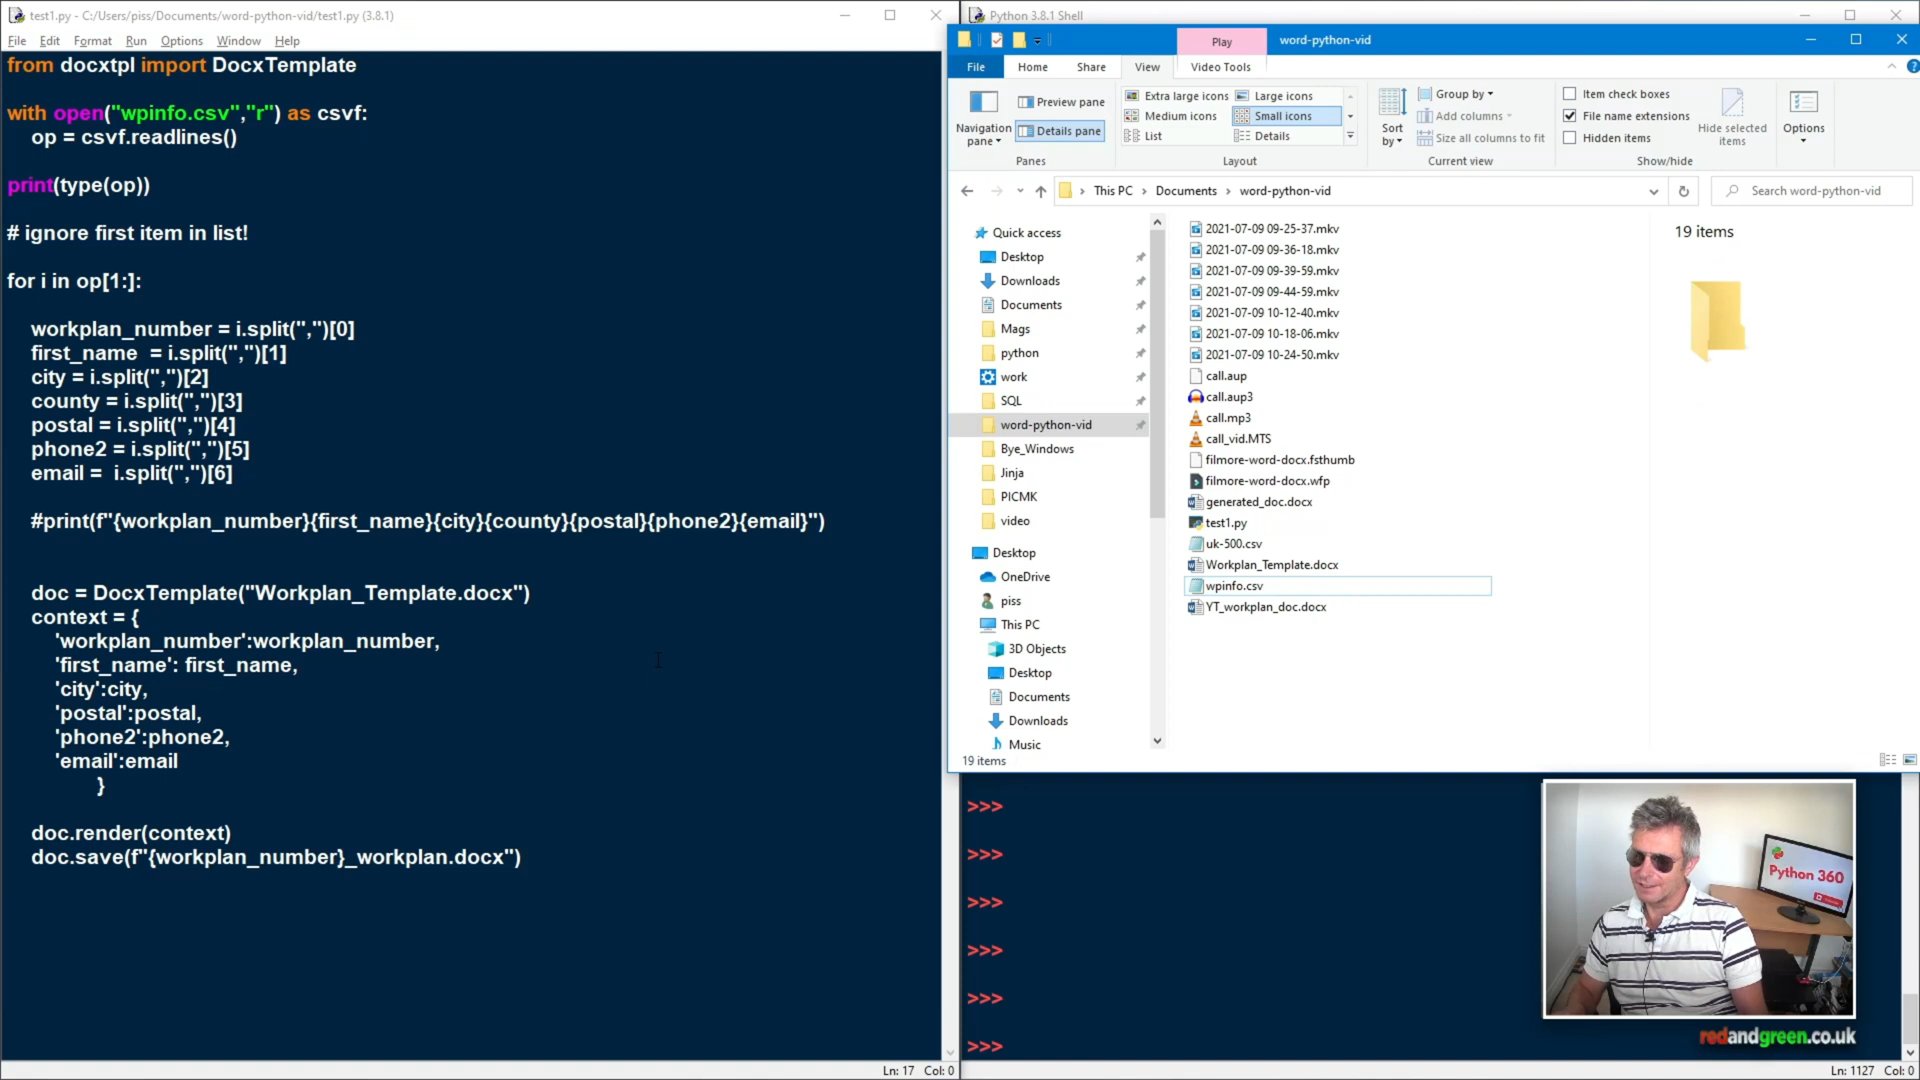 test1.py - C:/Users/piss/Documents/word-python-vid/test1.py (3.8.1)
File Edit Format Run Options Window Help
from docxtpl import DocxTemplate
with open("wpinfo.csv","r") as csvf:
op = csvf.readlines()
print(type(op))
# ignore first item in list!
for i in op[1:]:
workplan_number = i.split(",")[0]
first_name  = i.split(",")[1]
city = i.split(",")[2]
county = i.split(",")[3]
postal = i.split(",")[4]
phone2 = i.split(",")[5]
email =  i.split(",")[6]
#print(f"{workplan_number}{first_name}{city}{county}{postal}{phone2}{email}")
doc = DocxTemplate("Workplan_Template.docx")
context = {
'workplan_number':workplan_number,
'first_name': first_name,
'city':city,
'postal':postal,
'phone2':phone2,
'email':email
}
doc.render(context)
doc.save(f"{workplan_number}_workplan.docx")
Ln: 17 Col: 0
Python 3.8.1 Shell
Play word-python-vid
File Home Share View Video Tools
Navigation pane
Preview pane
Details pane
Panes
Extra large icons Large icons
Medium icons Small icons
List Details
Layout
Sort by
Group by
Add columns
Size all columns to fit
Current view
Item check boxes
File name extensions
Hidden items
Hide selected items
Show/hide
Options
This PC Documents word-python-vid
Search word-python-vid
Quick access
Desktop
Downloads
Documents
Mags
python
work
SQL
word-python-vid
Bye_Windows
Jinja
PICMK
video
Desktop
OneDrive
piss
This PC
3D Objects
Desktop
Documents
Downloads
Music
2021-07-09 09-25-37.mkv
2021-07-09 09-36-18.mkv
2021-07-09 09-39-59.mkv
2021-07-09 09-44-59.mkv
2021-07-09 10-12-40.mkv
2021-07-09 10-18-06.mkv
2021-07-09 10-24-50.mkv
call.aup
call.aup3
call.mp3
call_vid.MTS
filmore-word-docx.fsthumb
filmore-word-docx.wfp
generated_doc.docx
test1.py
uk-500.csv
Workplan_Template.docx
wpinfo.csv
YT_workplan_doc.docx
19 items
19 items
>>>
>>>
>>>
>>>
>>>
>>>
Python 360
redandgreen.co.uk
Ln: 1127 Col: 0